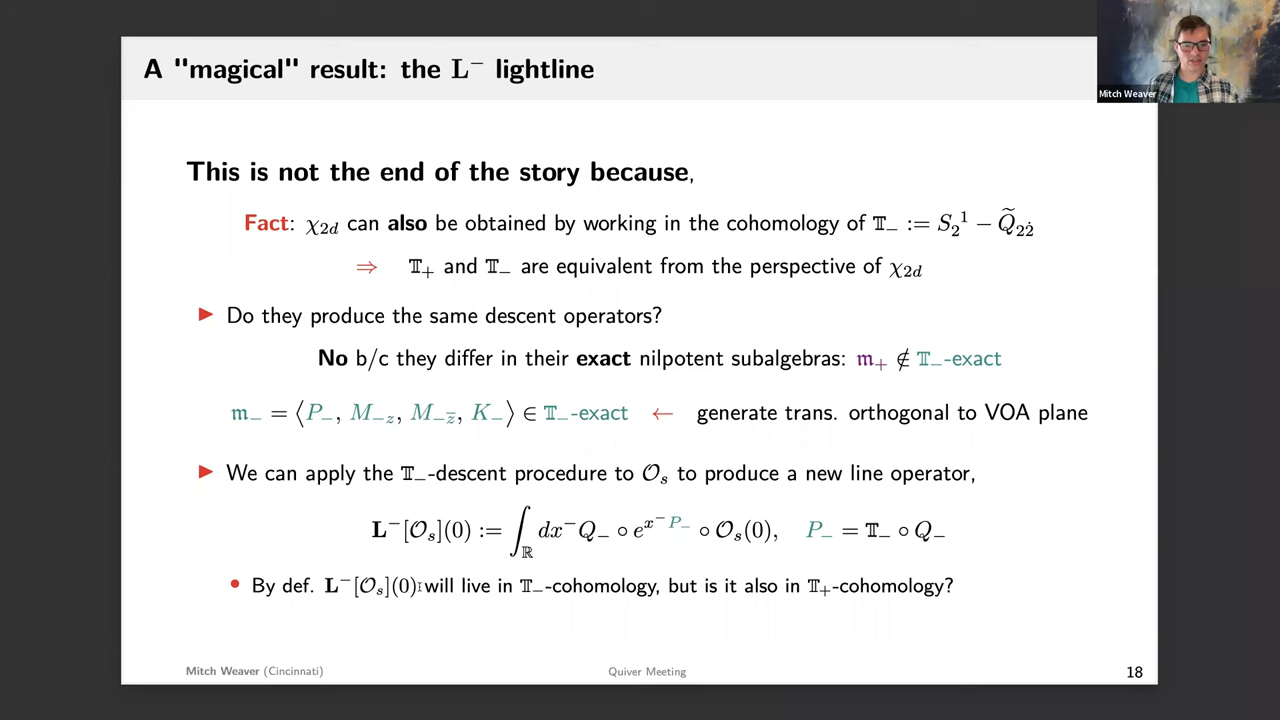 A "magical" result: the L⁻ lightline
Mitch Weaver
This is not the end of the story because,
Fact: χ₂d can also be obtained by working in the cohomology of 𝕋₋ := S₂¹ − Q̃₂₂̇
⇒ 𝕋₊ and 𝕋₋ are equivalent from the perspective of χ₂d
▶ Do they produce the same descent operators?
No b/c they differ in their exact nilpotent subalgebras: 𝔪₊ ∉ 𝕋₋-exact
𝔪₋ = ⟨P₋, M₋z, M₋z̄, K₋⟩ ∈ 𝕋₋-exact ← generate trans. orthogonal to VOA plane
▶ We can apply the 𝕋₋-descent procedure to 𝒪ₛ to produce a new line operator,
L⁻[𝒪ₛ](0) := ∫_ℝ dx⁻Q₋ ∘ e^{x⁻P₋} ∘ 𝒪ₛ(0), P₋ = 𝕋₋ ∘ Q₋
• By def. L⁻[𝒪ₛ](0) will live in 𝕋₋-cohomology, but is it also in 𝕋₊-cohomology?
Mitch Weaver (Cincinnati) Quiver Meeting 18